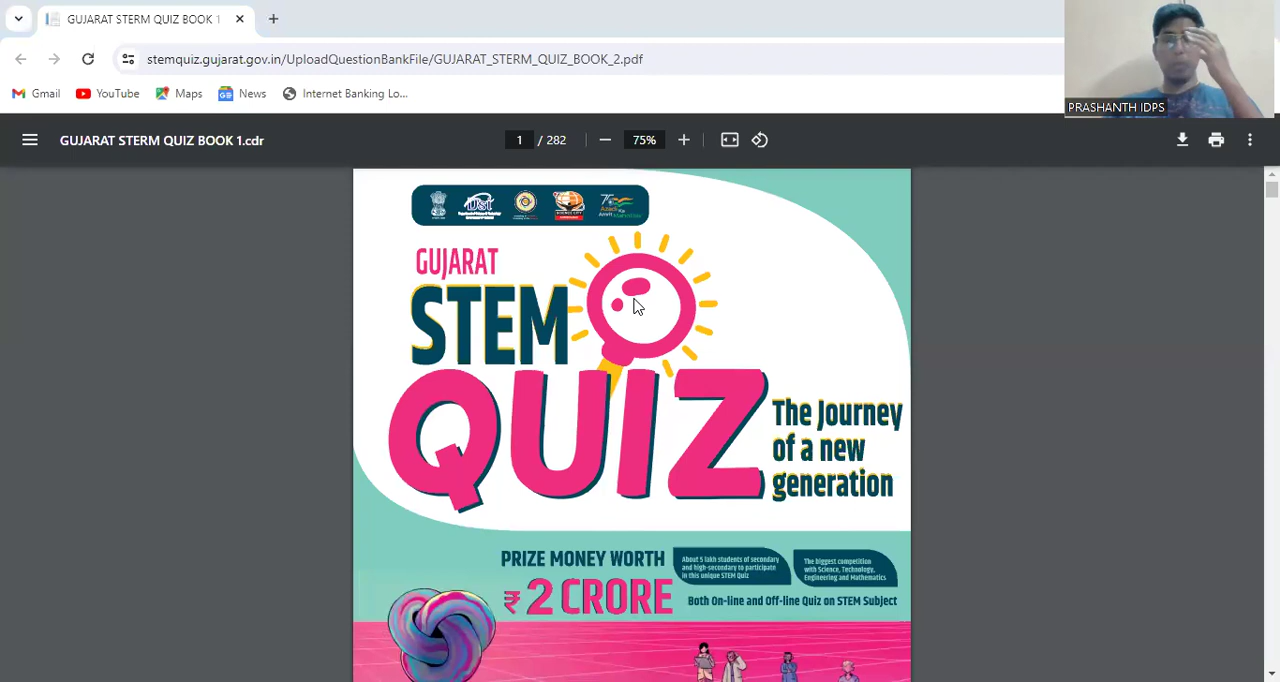 GUJARAT STERM QUIZ BOOK 1
stemquiz.gujarat.gov.in/UploadQuestionBankFile/GUJARAT_STERM_QUIZ_BOOK_2.pdf
Gmail YouTube Maps News Internet Banking Lo...
PRASHANTH IDPS
GUJARAT STERM QUIZ BOOK 1.cdr 1 / 282 75%
GUJARAT
STEM
QUIZ
The Journey
of a new
generation
PRIZE MONEY WORTH
₹ 2 CRORE
About 5 lakh students of secondary
and high-secondary to participate
in this unique STEM Quiz
The biggest competition
with Science, Technology,
Engineering and Mathematics
Both On-line and Off-line Quiz on STEM Subject